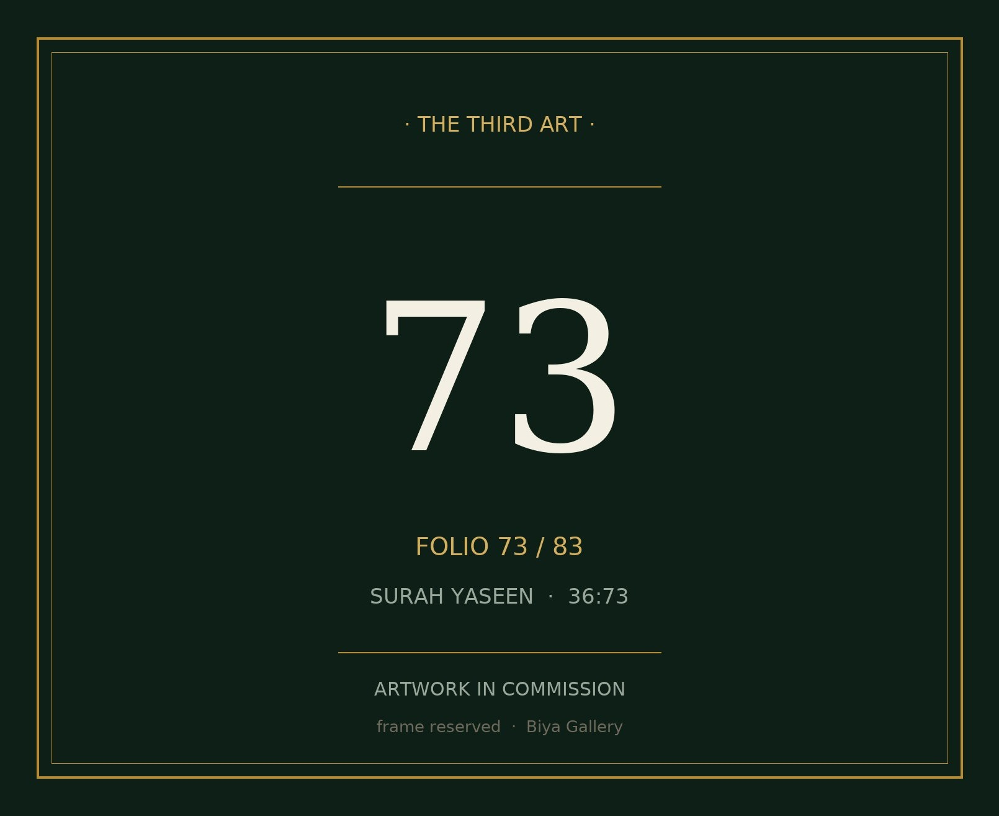 · THE THIRD ART ·
73
FOLIO 73 / 83
SURAH YASEEN · 36:73
ARTWORK IN COMMISSION
frame reserved · Biya Gallery